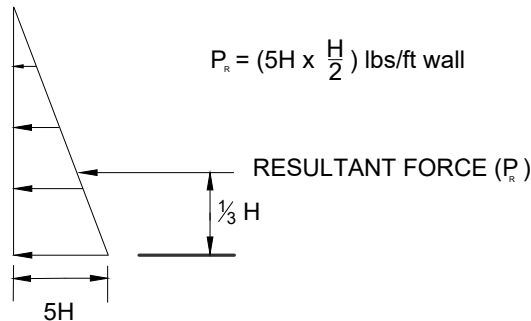 P_R = (5H x H/2) lbs/ft wall
RESULTANT FORCE (P_R)
⅓ H
5H